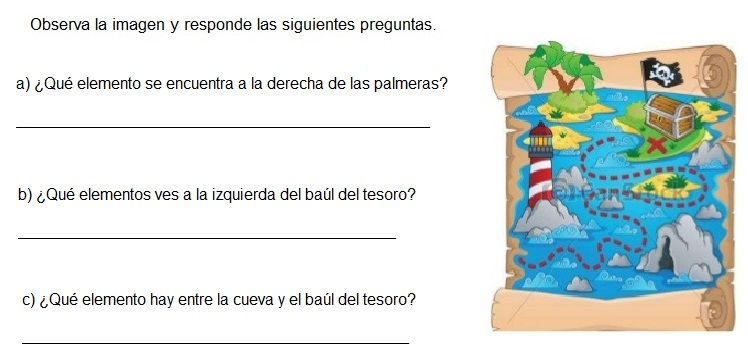 Observa la imagen y responde las siguientes preguntas.
a) ¿Qué elemento se encuentra a la derecha de las palmeras?
b) ¿Qué elementos ves a la izquierda del baúl del tesoro?
c) ¿Qué elemento hay entre la cueva y el baúl del tesoro?